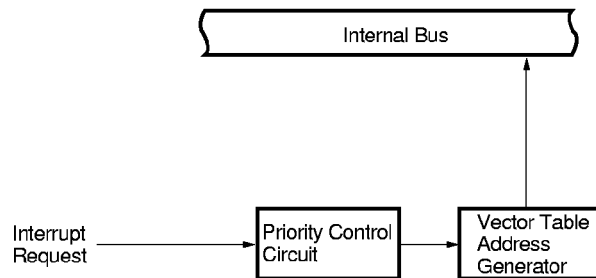 Internal Bus
Interrupt
Request
Priority Control
Circuit
Vector Table
Address
Generator